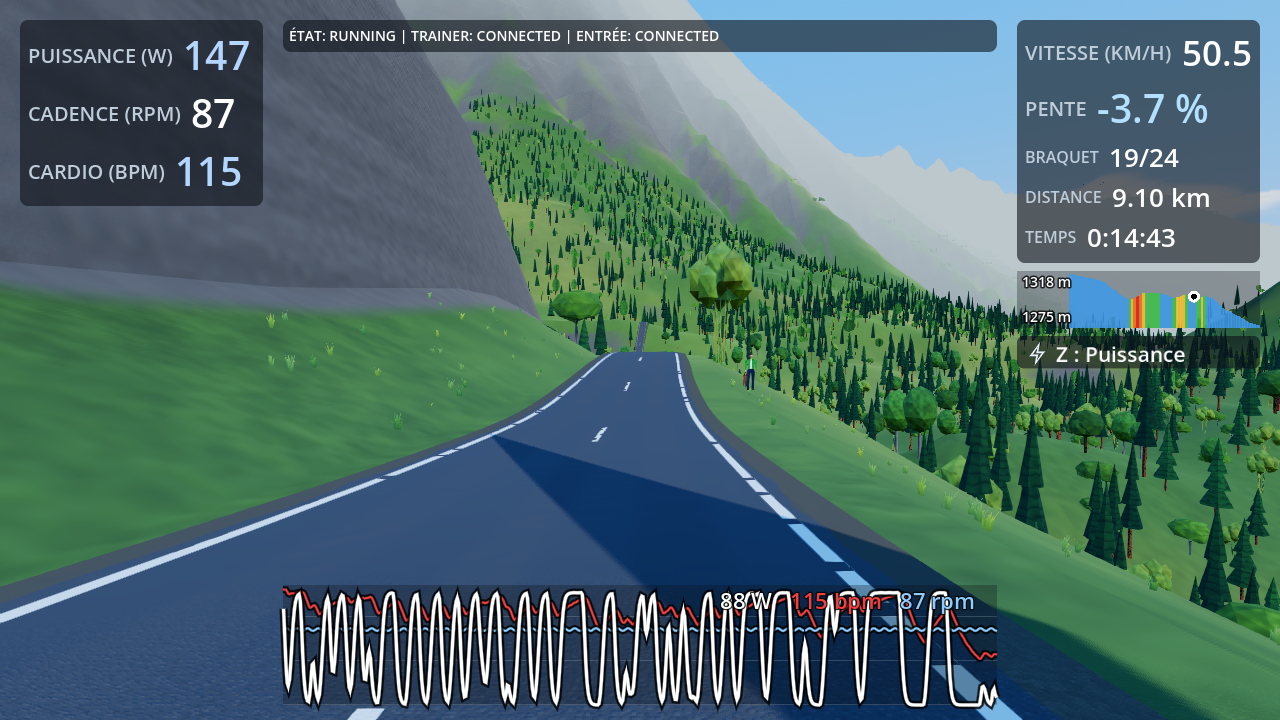 PUISSANCE (W) 147
CADENCE (RPM) 87
CARDIO (BPM) 115
ÉTAT: RUNNING | TRAINER: CONNECTED | ENTRÉE: CONNECTED
VITESSE (KM/H) 50.5
PENTE -3.7 %
BRAQUET 19/24
DISTANCE 9.10 km
TEMPS 0:14:43
1318 m
1275 m
Z : Puissance
88 W 115 bpm 87 rpm